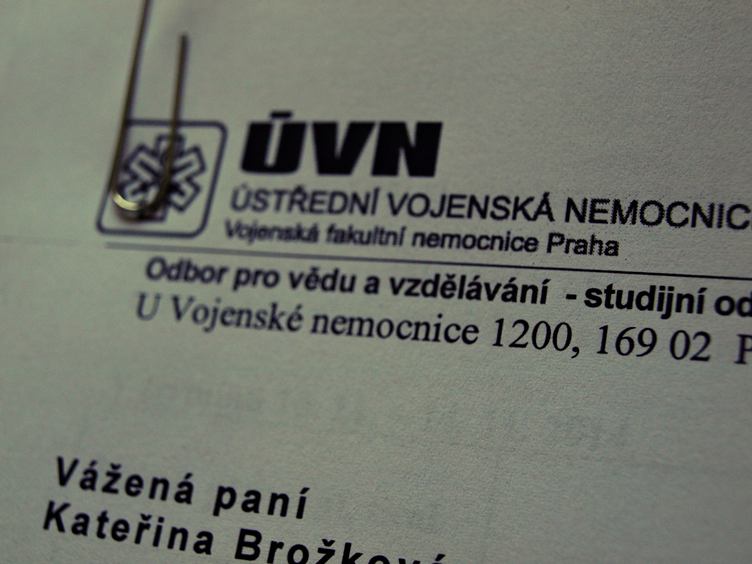 ÚVN
ÚSTŘEDNÍ VOJENSKÁ NEMOCNIC
Vojenská fakultní nemocnice Praha
Odbor pro vědu a vzdělávání - studijní od
U Vojenské nemocnice 1200, 169 02 P
Vážená paní
Kateřina Brožková